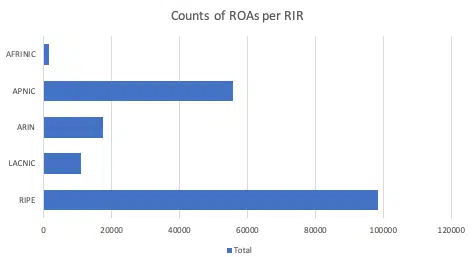 Counts of ROAs per RIR
AFRINIC
APNIC
ARIN
LACNIC
RIPE
0 20000 40000 60000 80000 100000 120000
Total